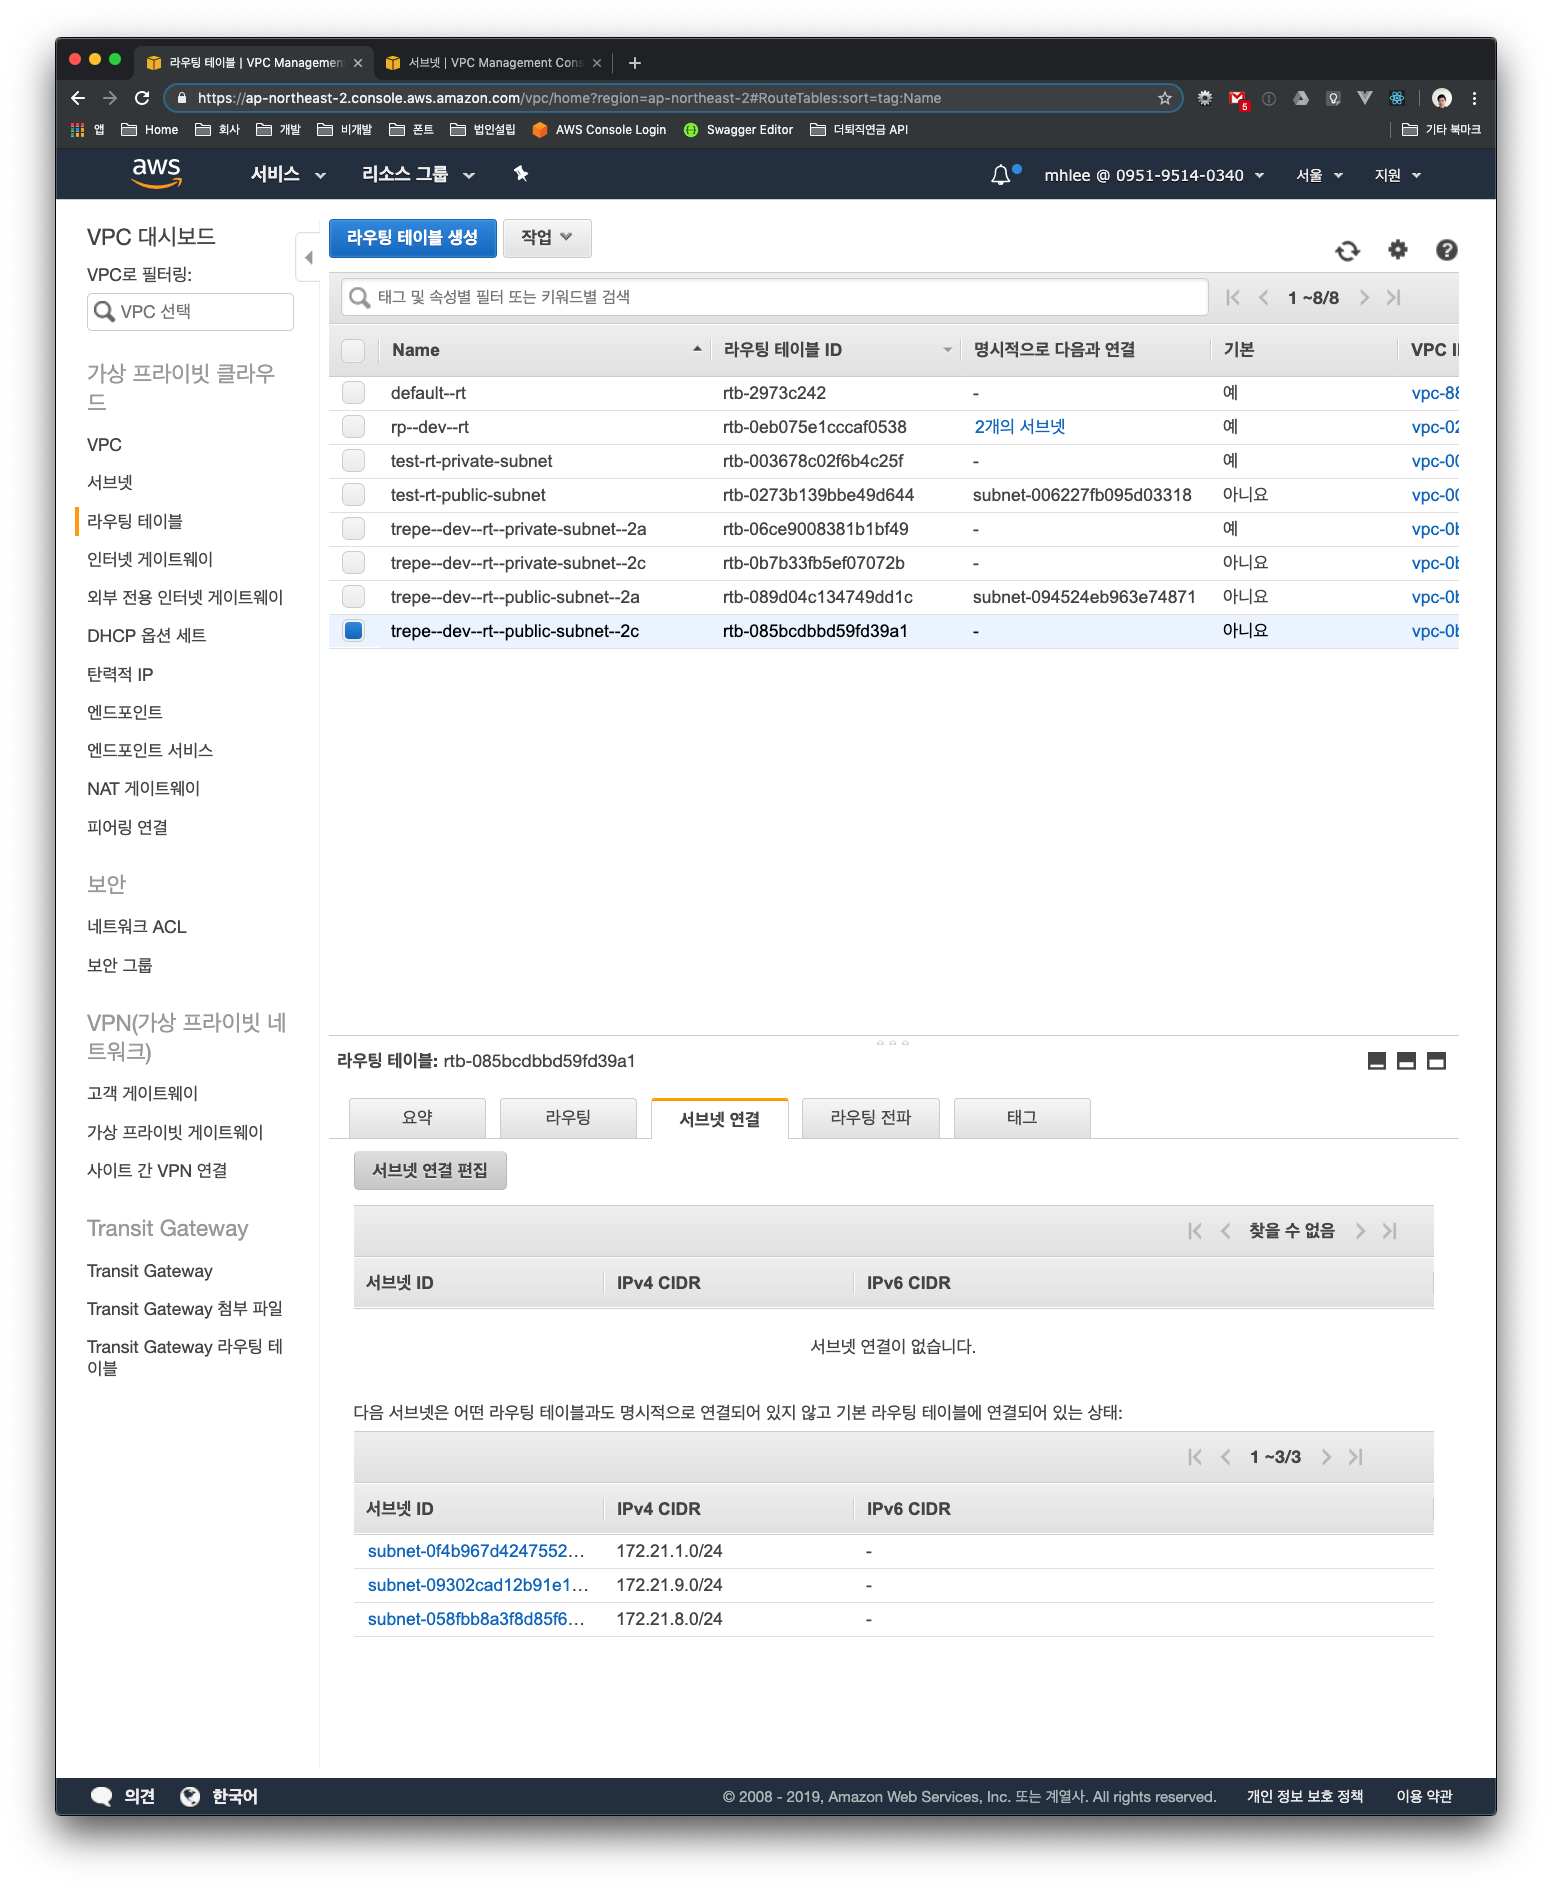 라우팅 테이블 | VPC Managemen
서브넷 | VPC Management Cons
https://ap-northeast-2.console.aws.amazon.com/vpc/home?region=ap-northeast-2#RouteTables:sort=tag:Name
5
앱 Home 회사 개발 비개발 폰트 법인설립 AWS Console Login Swagger Editor 더퇴직연금 API 기타 북마크
aws 서비스 리소스 그룹 mhlee @ 0951-9514-0340 서울 지원
VPC 대시보드
VPC로 필터링:
VPC 선택
가상 프라이빗 클라우
드
VPC
서브넷
라우팅 테이블
인터넷 게이트웨이
외부 전용 인터넷 게이트웨이
DHCP 옵션 세트
탄력적 IP
엔드포인트
엔드포인트 서비스
NAT 게이트웨이
피어링 연결
보안
네트워크 ACL
보안 그룹
VPN(가상 프라이빗 네
트워크)
고객 게이트웨이
가상 프라이빗 게이트웨이
사이트 간 VPN 연결
Transit Gateway
Transit Gateway
Transit Gateway 첨부 파일
Transit Gateway 라우팅 테
이블
라우팅 테이블 생성 작업
태그 및 속성별 필터 또는 키워드별 검색 1 ~8/8
Name 라우팅 테이블 ID 명시적으로 다음과 연결 기본 VPC I
default--rt rtb-2973c242 - 예 vpc-88
rp--dev--rt rtb-0eb075e1cccaf0538 2개의 서브넷 예 vpc-02
test-rt-private-subnet rtb-003678c02f6b4c25f - 예 vpc-00
test-rt-public-subnet rtb-0273b139bbe49d644 subnet-006227fb095d03318 아니요 vpc-00
trepe--dev--rt--private-subnet--2a rtb-06ce9008381b1bf49 - 예 vpc-0b
trepe--dev--rt--private-subnet--2c rtb-0b7b33fb5ef07072b - 아니요 vpc-0b
trepe--dev--rt--public-subnet--2a rtb-089d04c134749dd1c subnet-094524eb963e74871 아니요 vpc-0b
trepe--dev--rt--public-subnet--2c rtb-085bcdbbd59fd39a1 - 아니요 vpc-0b
라우팅 테이블: rtb-085bcdbbd59fd39a1
요약 라우팅 서브넷 연결 라우팅 전파 태그
서브넷 연결 편집
찾을 수 없음
서브넷 ID IPv4 CIDR IPv6 CIDR
서브넷 연결이 없습니다.
다음 서브넷은 어떤 라우팅 테이블과도 명시적으로 연결되어 있지 않고 기본 라우팅 테이블에 연결되어 있는 상태:
1 ~3/3
서브넷 ID IPv4 CIDR IPv6 CIDR
subnet-0f4b967d4247552... 172.21.1.0/24 -
subnet-09302cad12b91e1... 172.21.9.0/24 -
subnet-058fbb8a3f8d85f6... 172.21.8.0/24 -
의견 한국어 © 2008 - 2019, Amazon Web Services, Inc. 또는 계열사. All rights reserved. 개인 정보 보호 정책 이용 약관